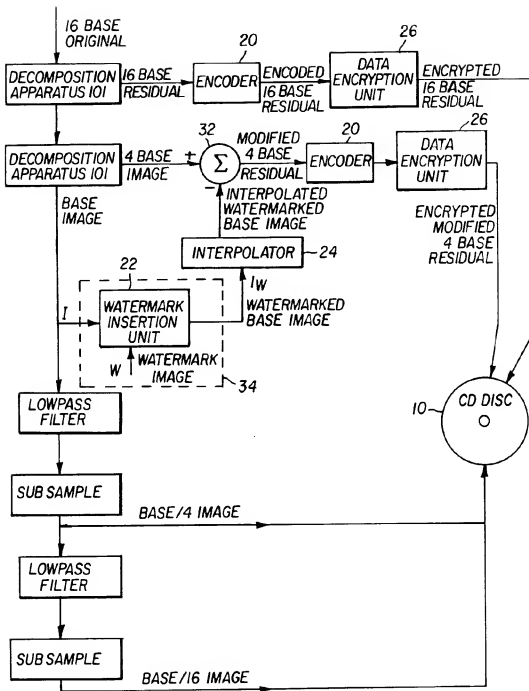 16 BASE
ORIGINAL
DECOMPOSITION
APPARATUS 101
16 BASE
RESIDUAL
20
ENCODER
ENCODED
16 BASE
RESIDUAL
26
DATA
ENCRYPTION
UNIT
ENCRYPTED
16 BASE
RESIDUAL
DECOMPOSITION
APPARATUS 101
4 BASE
IMAGE
+
32
Σ
−
MODIFIED
4 BASE
RESIDUAL
20
ENCODER
26
DATA
ENCRYPTION
UNIT
BASE
IMAGE
INTERPOLATED
WATERMARKED
BASE IMAGE
ENCRYPTED
MODIFIED
4 BASE
RESIDUAL
INTERPOLATOR
24
22
I
WATERMARK
INSERTION
UNIT
IW
WATERMARKED
BASE IMAGE
W
WATERMARK
IMAGE
34
10
CD DISC
LOWPASS
FILTER
SUB SAMPLE
BASE/4 IMAGE
LOWPASS
FILTER
SUB SAMPLE
BASE/16 IMAGE